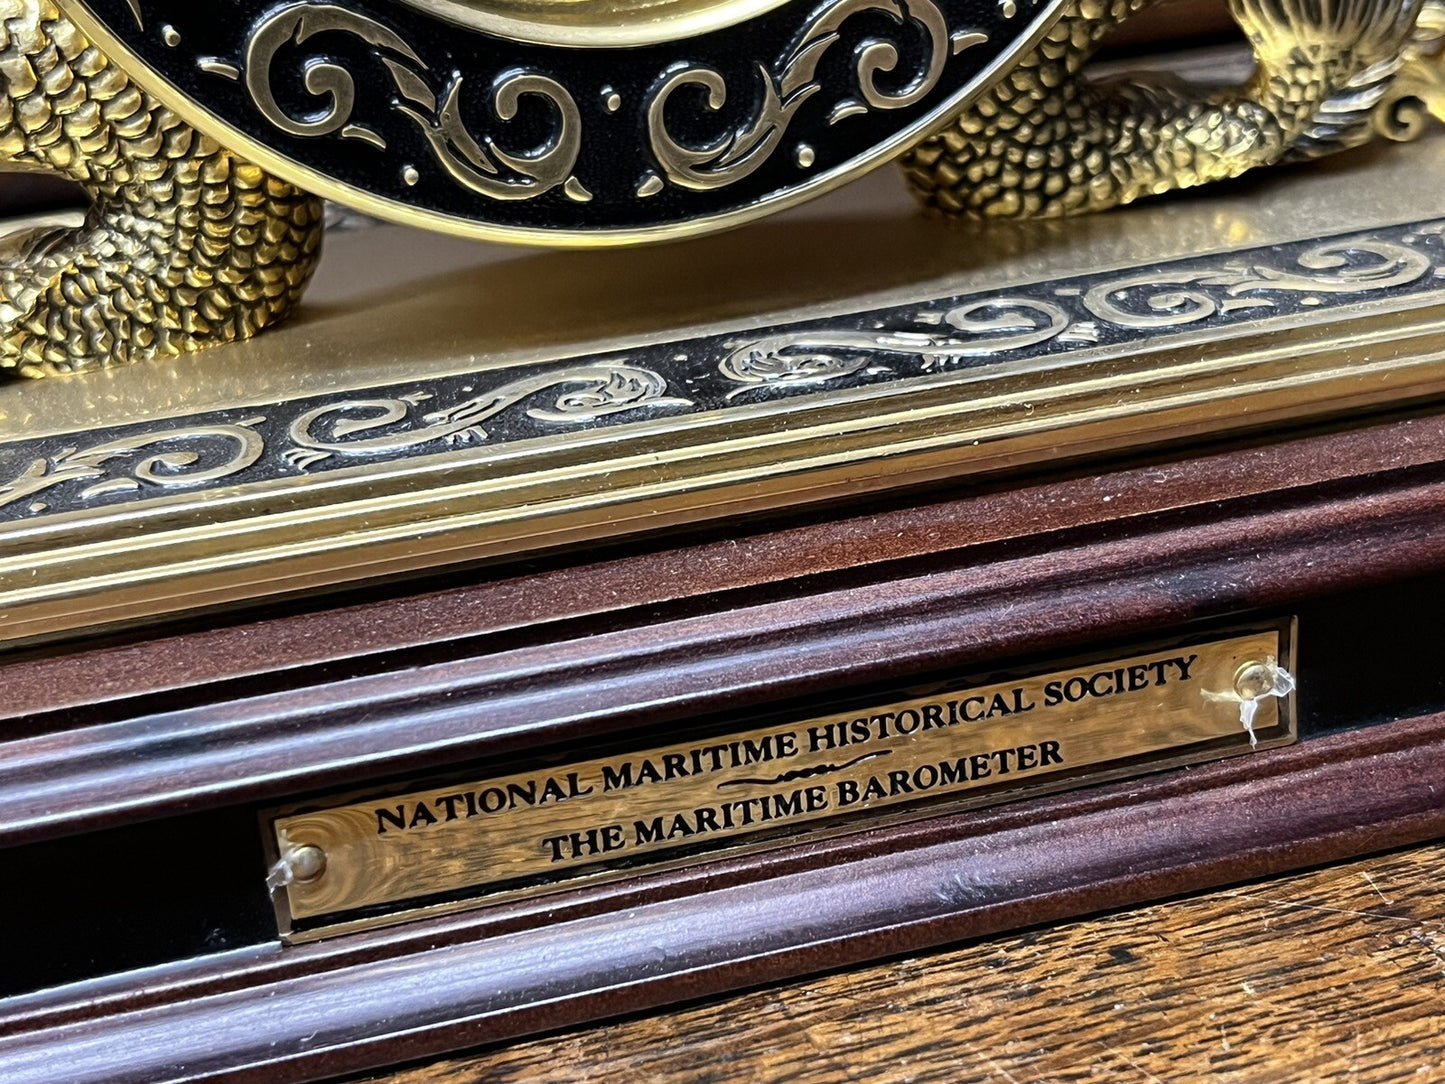 NATIONAL MARITIME HISTORICAL SOCIETY
THE MARITIME BAROMETER